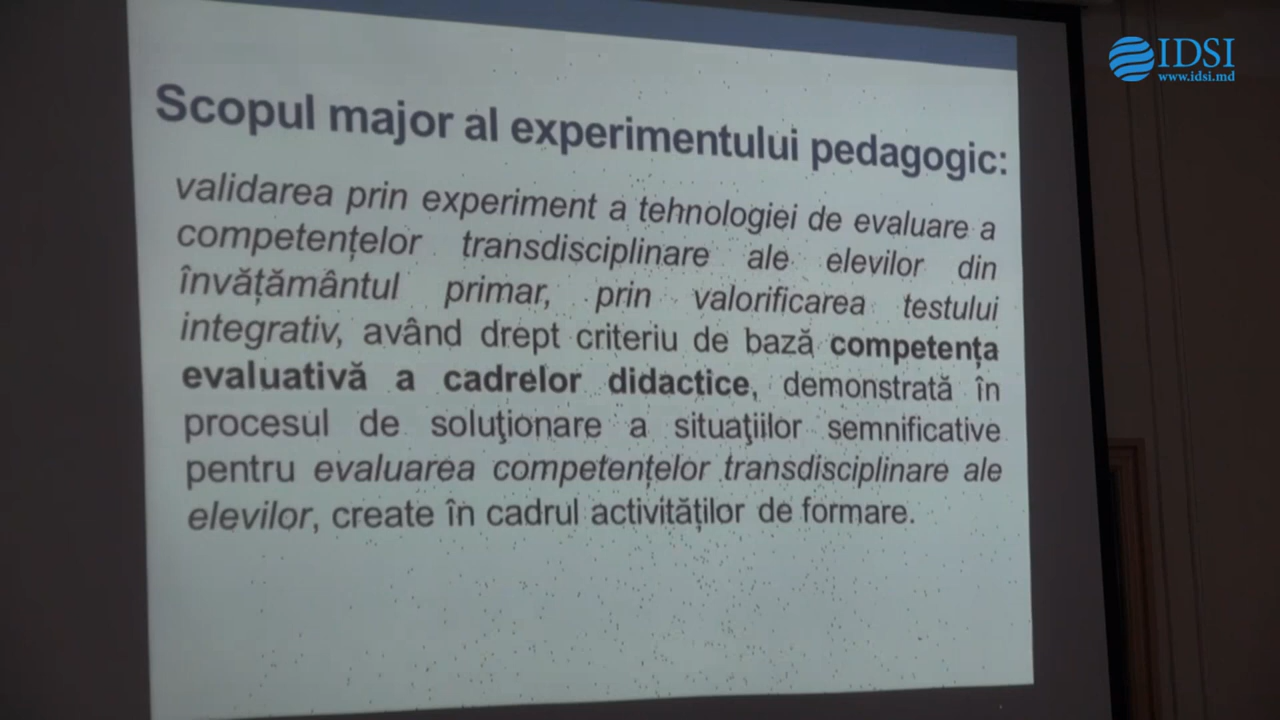 IDSI
www.idsi.md
Scopul major al experimentului pedagogic:
validarea prin experiment a tehnologiei de evaluare a
competențelor transdisciplinare ale elevilor din
învățământul primar, prin valorificarea testului
integrativ, având drept criteriu de bază competența
evaluativă a cadrelor didactice, demonstrată în
procesul de soluţionare a situaţiilor semnificative
pentru evaluarea competențelor transdisciplinare ale
elevilor, create în cadrul activităților de formare.